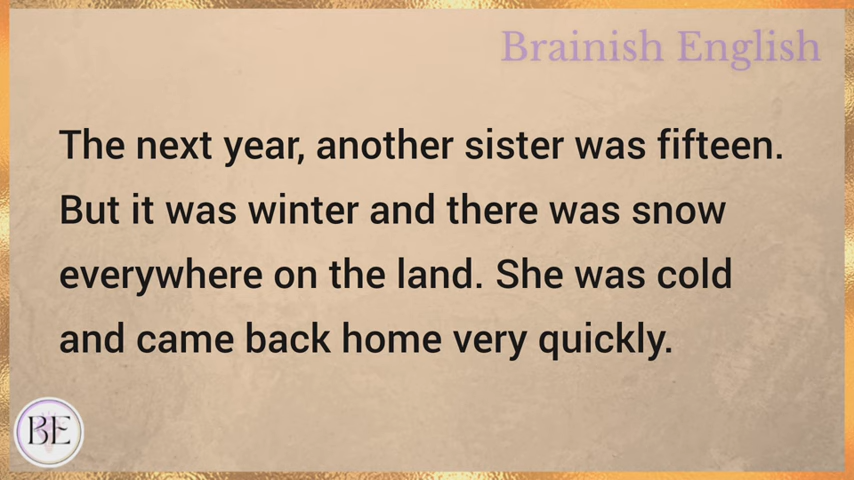 Brainish English
The next year, another sister was fifteen.
But it was winter and there was snow
everywhere on the land. She was cold
and came back home very quickly.
BE